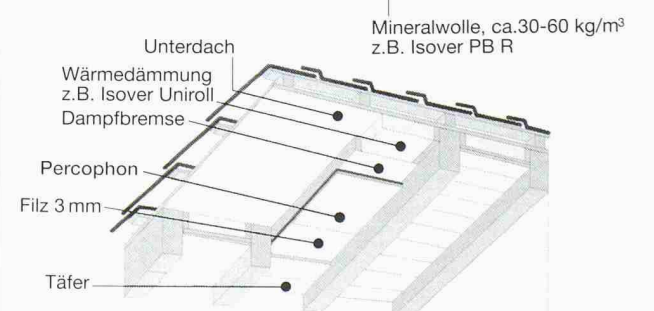 Mineralwolle, ca.30-60 kg/m³
z.B. Isover PB R
Unterdach
Wärmedämmung
z.B. Isover Uniroll
Dampfbremse
Percophon
Filz 3 mm
Täfer